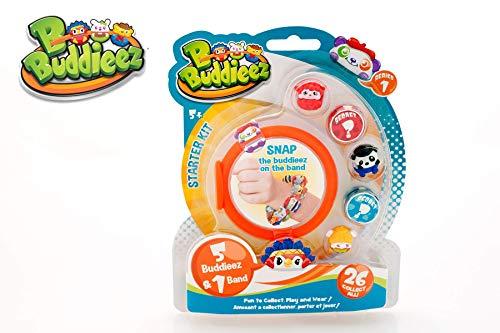 B
Buddieez
B
Buddieez
SERIES
1
5+
STARTER KIT
SECRET
?
SNAP
the buddieez
on the band
SECRET
?
5
Buddieez
& 1 Band
26
COLLECT
ALL!
Fun to Collect, Play and Wear!
Amusant a collectionner, porter et jouer!